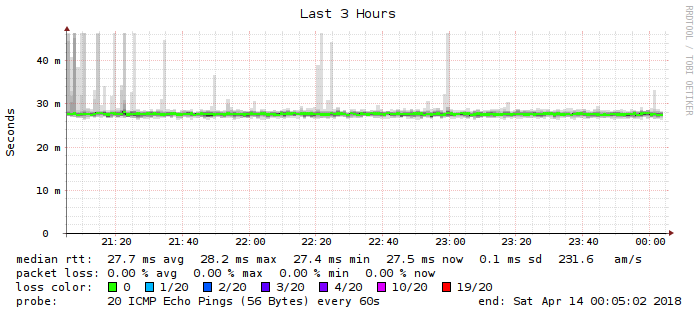 Last 3 Hours
RRDTOOL / TOBI OETIKER
Seconds
40 m
30 m
20 m
10 m
0
21:20 21:40 22:00 22:20 22:40 23:00 23:20 23:40 00:00
median rtt: 27.7 ms avg 28.2 ms max 27.4 ms min 27.5 ms now 0.1 ms sd 231.6 am/s
packet loss: 0.00 % avg 0.00 % max 0.00 % min 0.00 % now
loss color: 0 1/20 2/20 3/20 4/20 10/20 19/20
probe: 20 ICMP Echo Pings (56 Bytes) every 60s end: Sat Apr 14 00:05:02 2018